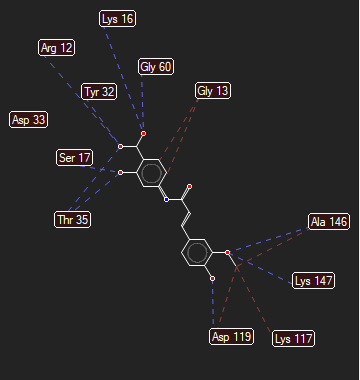 Lys 16
Arg 12
Gly 60
Tyr 32
Gly 13
Asp 33
Ser 17
Thr 35
Ala 146
Lys 147
Asp 119
Lys 117